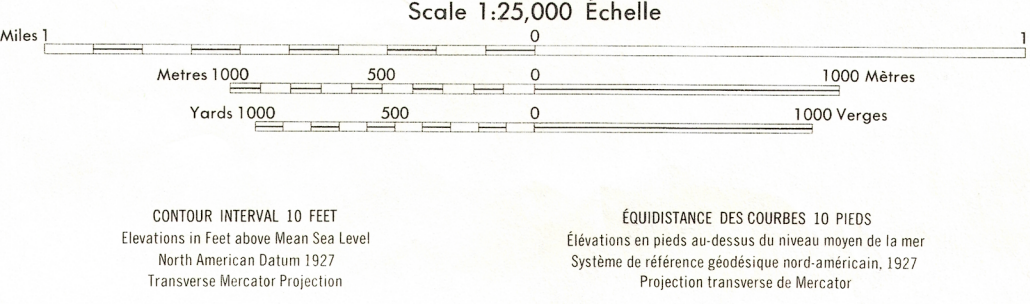 Scale 1:25,000 Échelle
Miles 1 0 1
Metres 1000 500 0 1000 Mètres
Yards 1000 500 0 1000 Verges
CONTOUR INTERVAL 10 FEET
Elevations in Feet above Mean Sea Level
North American Datum 1927
Transverse Mercator Projection
ÉQUIDISTANCE DES COURBES 10 PIEDS
Élévations en pieds au-dessus du niveau moyen de la mer
Système de référence géodésique nord-américain, 1927
Projection transverse de Mercator